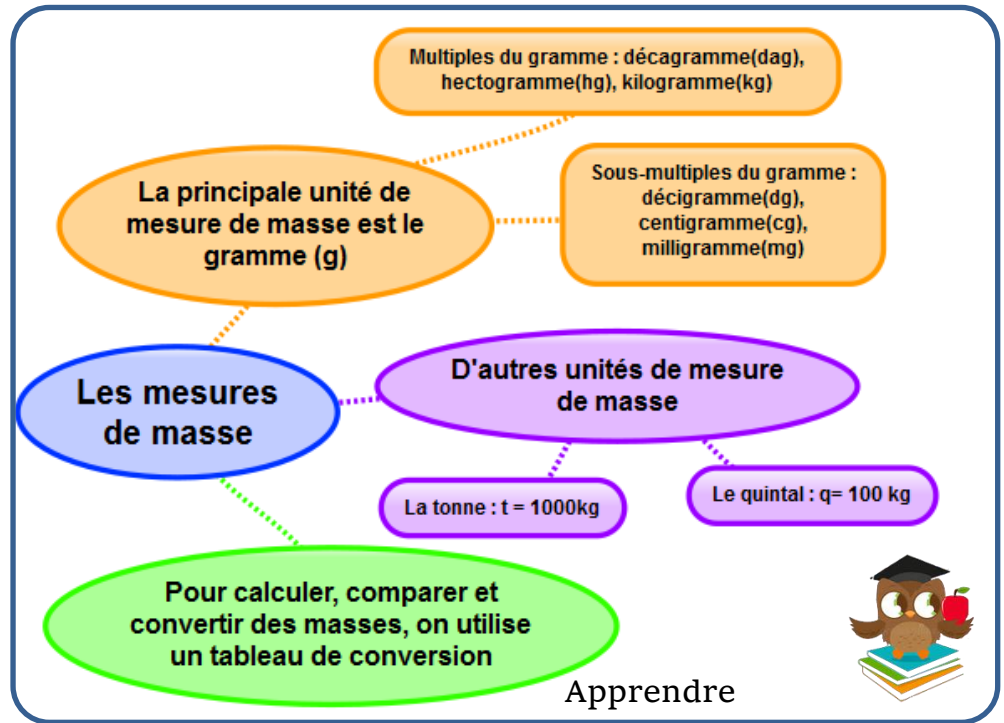 Multiples du gramme : décagramme(dag),
hectogramme(hg), kilogramme(kg)
La principale unité de
mesure de masse est le
gramme (g)
Sous-multiples du gramme :
décigramme(dg),
centigramme(cg),
milligramme(mg)
Les mesures
de masse
D'autres unités de mesure
de masse
La tonne : t = 1000kg
Le quintal : q= 100 kg
Pour calculer, comparer et
convertir des masses, on utilise
un tableau de conversion
Apprendre